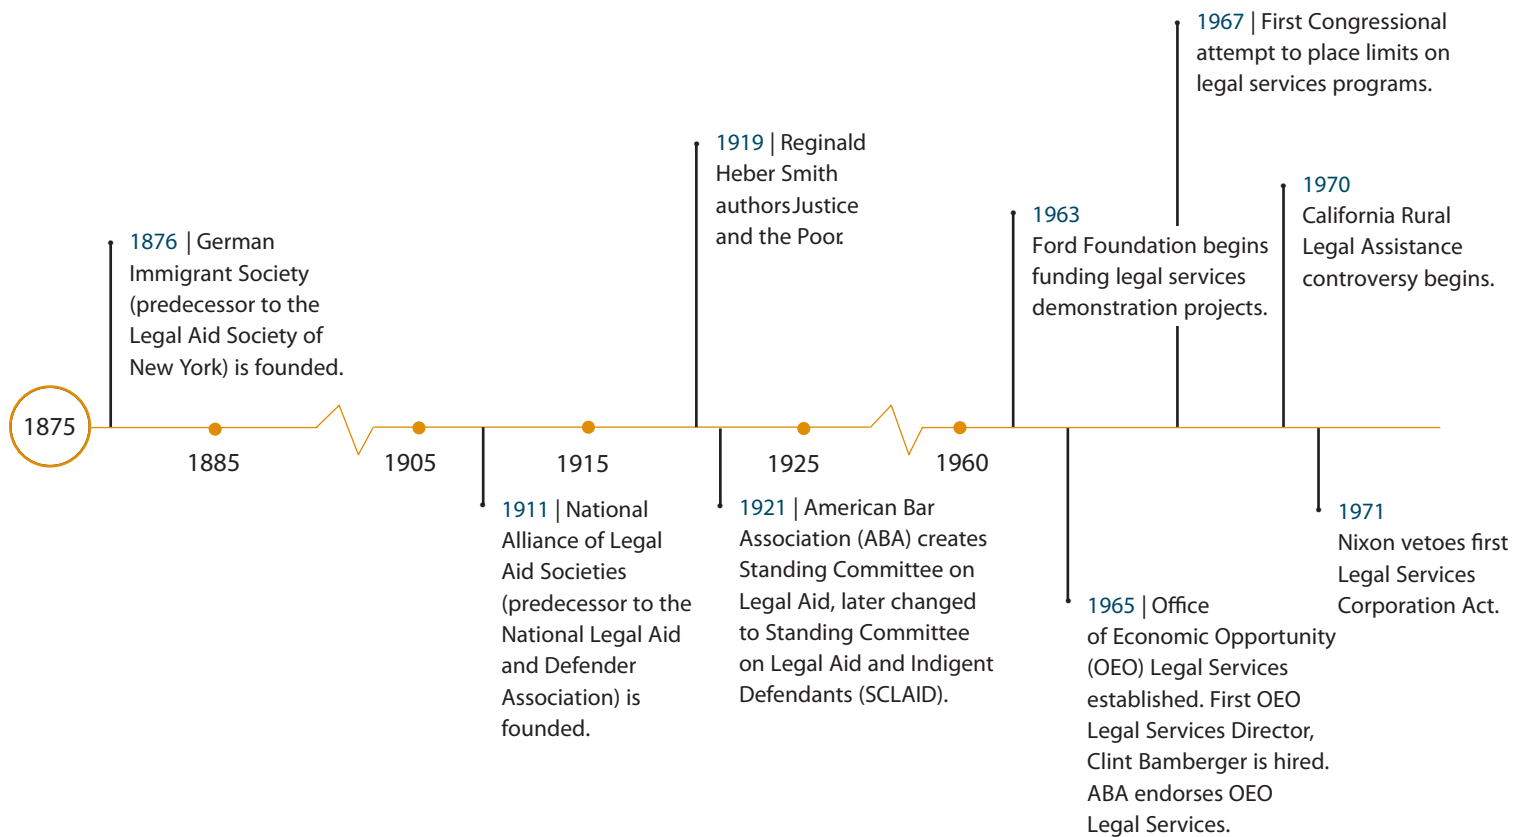 1967 | First Congressional
attempt to place limits on
legal services programs.
1919 | Reginald
Heber Smith
authorsJustice
and the Poor.
1963
Ford Foundation begins
funding legal services
demonstration projects.
1970
California Rural
Legal Assistance
controversy begins.
1876 | German
Immigrant Society
(predecessor to the
Legal Aid Society of
New York) is founded.
1875
1885
1905
1915
1925
1960
1911 | National
Alliance of Legal
Aid Societies
(predecessor to the
National Legal Aid
and Defender
Association) is
founded.
1921 | American Bar
Association (ABA) creates
Standing Committee on
Legal Aid, later changed
to Standing Committee
on Legal Aid and Indigent
Defendants (SCLAID).
1965 | Office
of Economic Opportunity
(OEO) Legal Services
established. First OEO
Legal Services Director,
Clint Bamberger is hired.
ABA endorses OEO
Legal Services.
1971
Nixon vetoes first
Legal Services
Corporation Act.